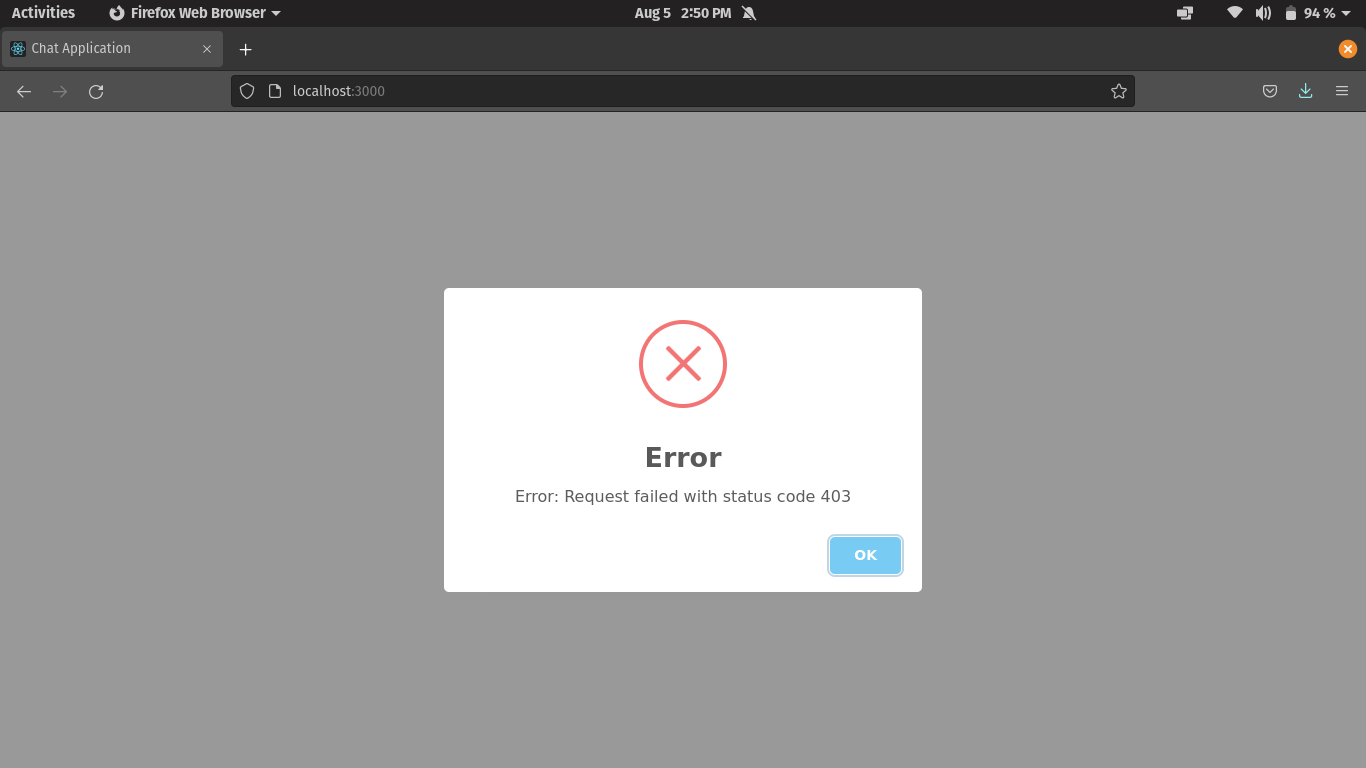 Activities Firefox Web Browser Aug 5 2:50 PM 94 %
Chat Application
localhost:3000
Error
Error: Request failed with status code 403
OK